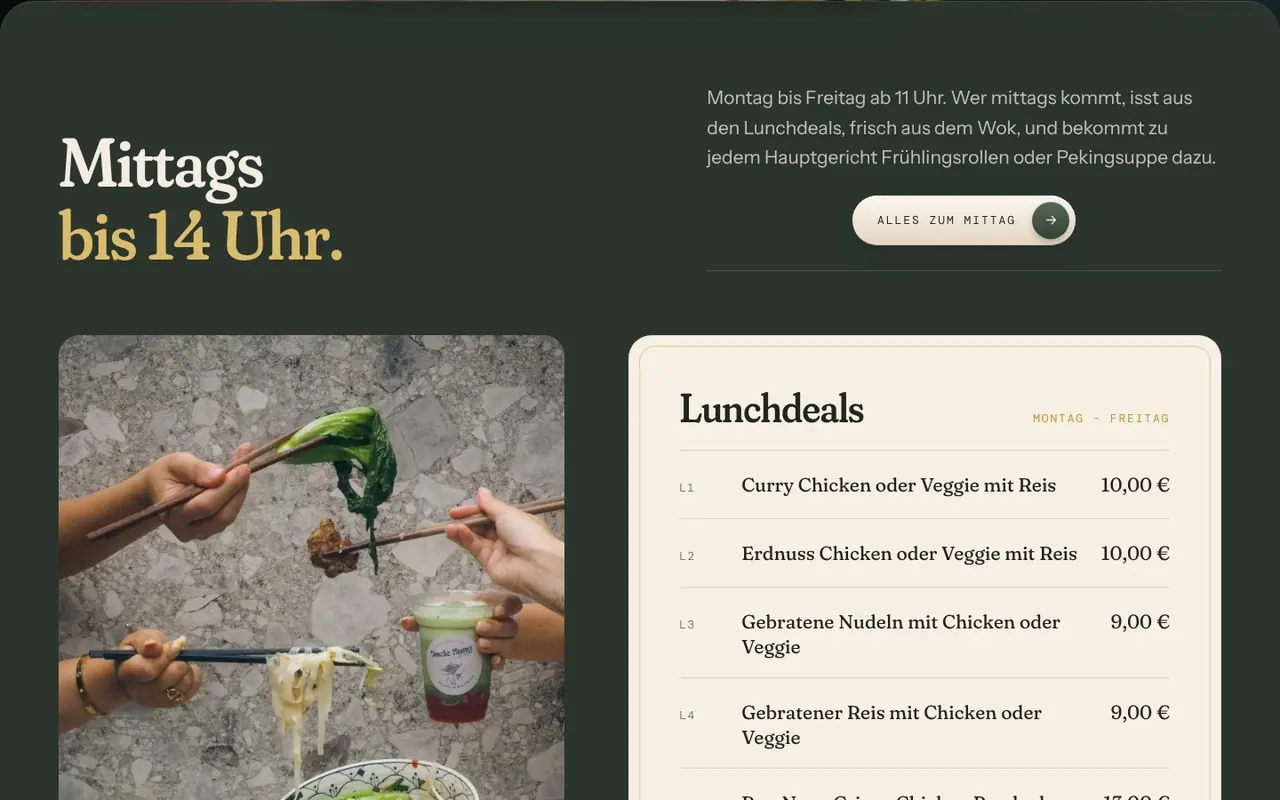 Mittags
bis 14 Uhr.
Montag bis Freitag ab 11 Uhr. Wer mittags kommt, isst aus
den Lunchdeals, frisch aus dem Wok, und bekommt zu
jedem Hauptgericht Frühlingsrollen oder Pekingsuppe dazu.
ALLES ZUM MITTAG
Lunchdeals
MONTAG – FREITAG
L1 Curry Chicken oder Veggie mit Reis 10,00 €
L2 Erdnuss Chicken oder Veggie mit Reis 10,00 €
L3 Gebratene Nudeln mit Chicken oder 9,00 €
Veggie
L4 Gebratener Reis mit Chicken oder 9,00 €
Veggie